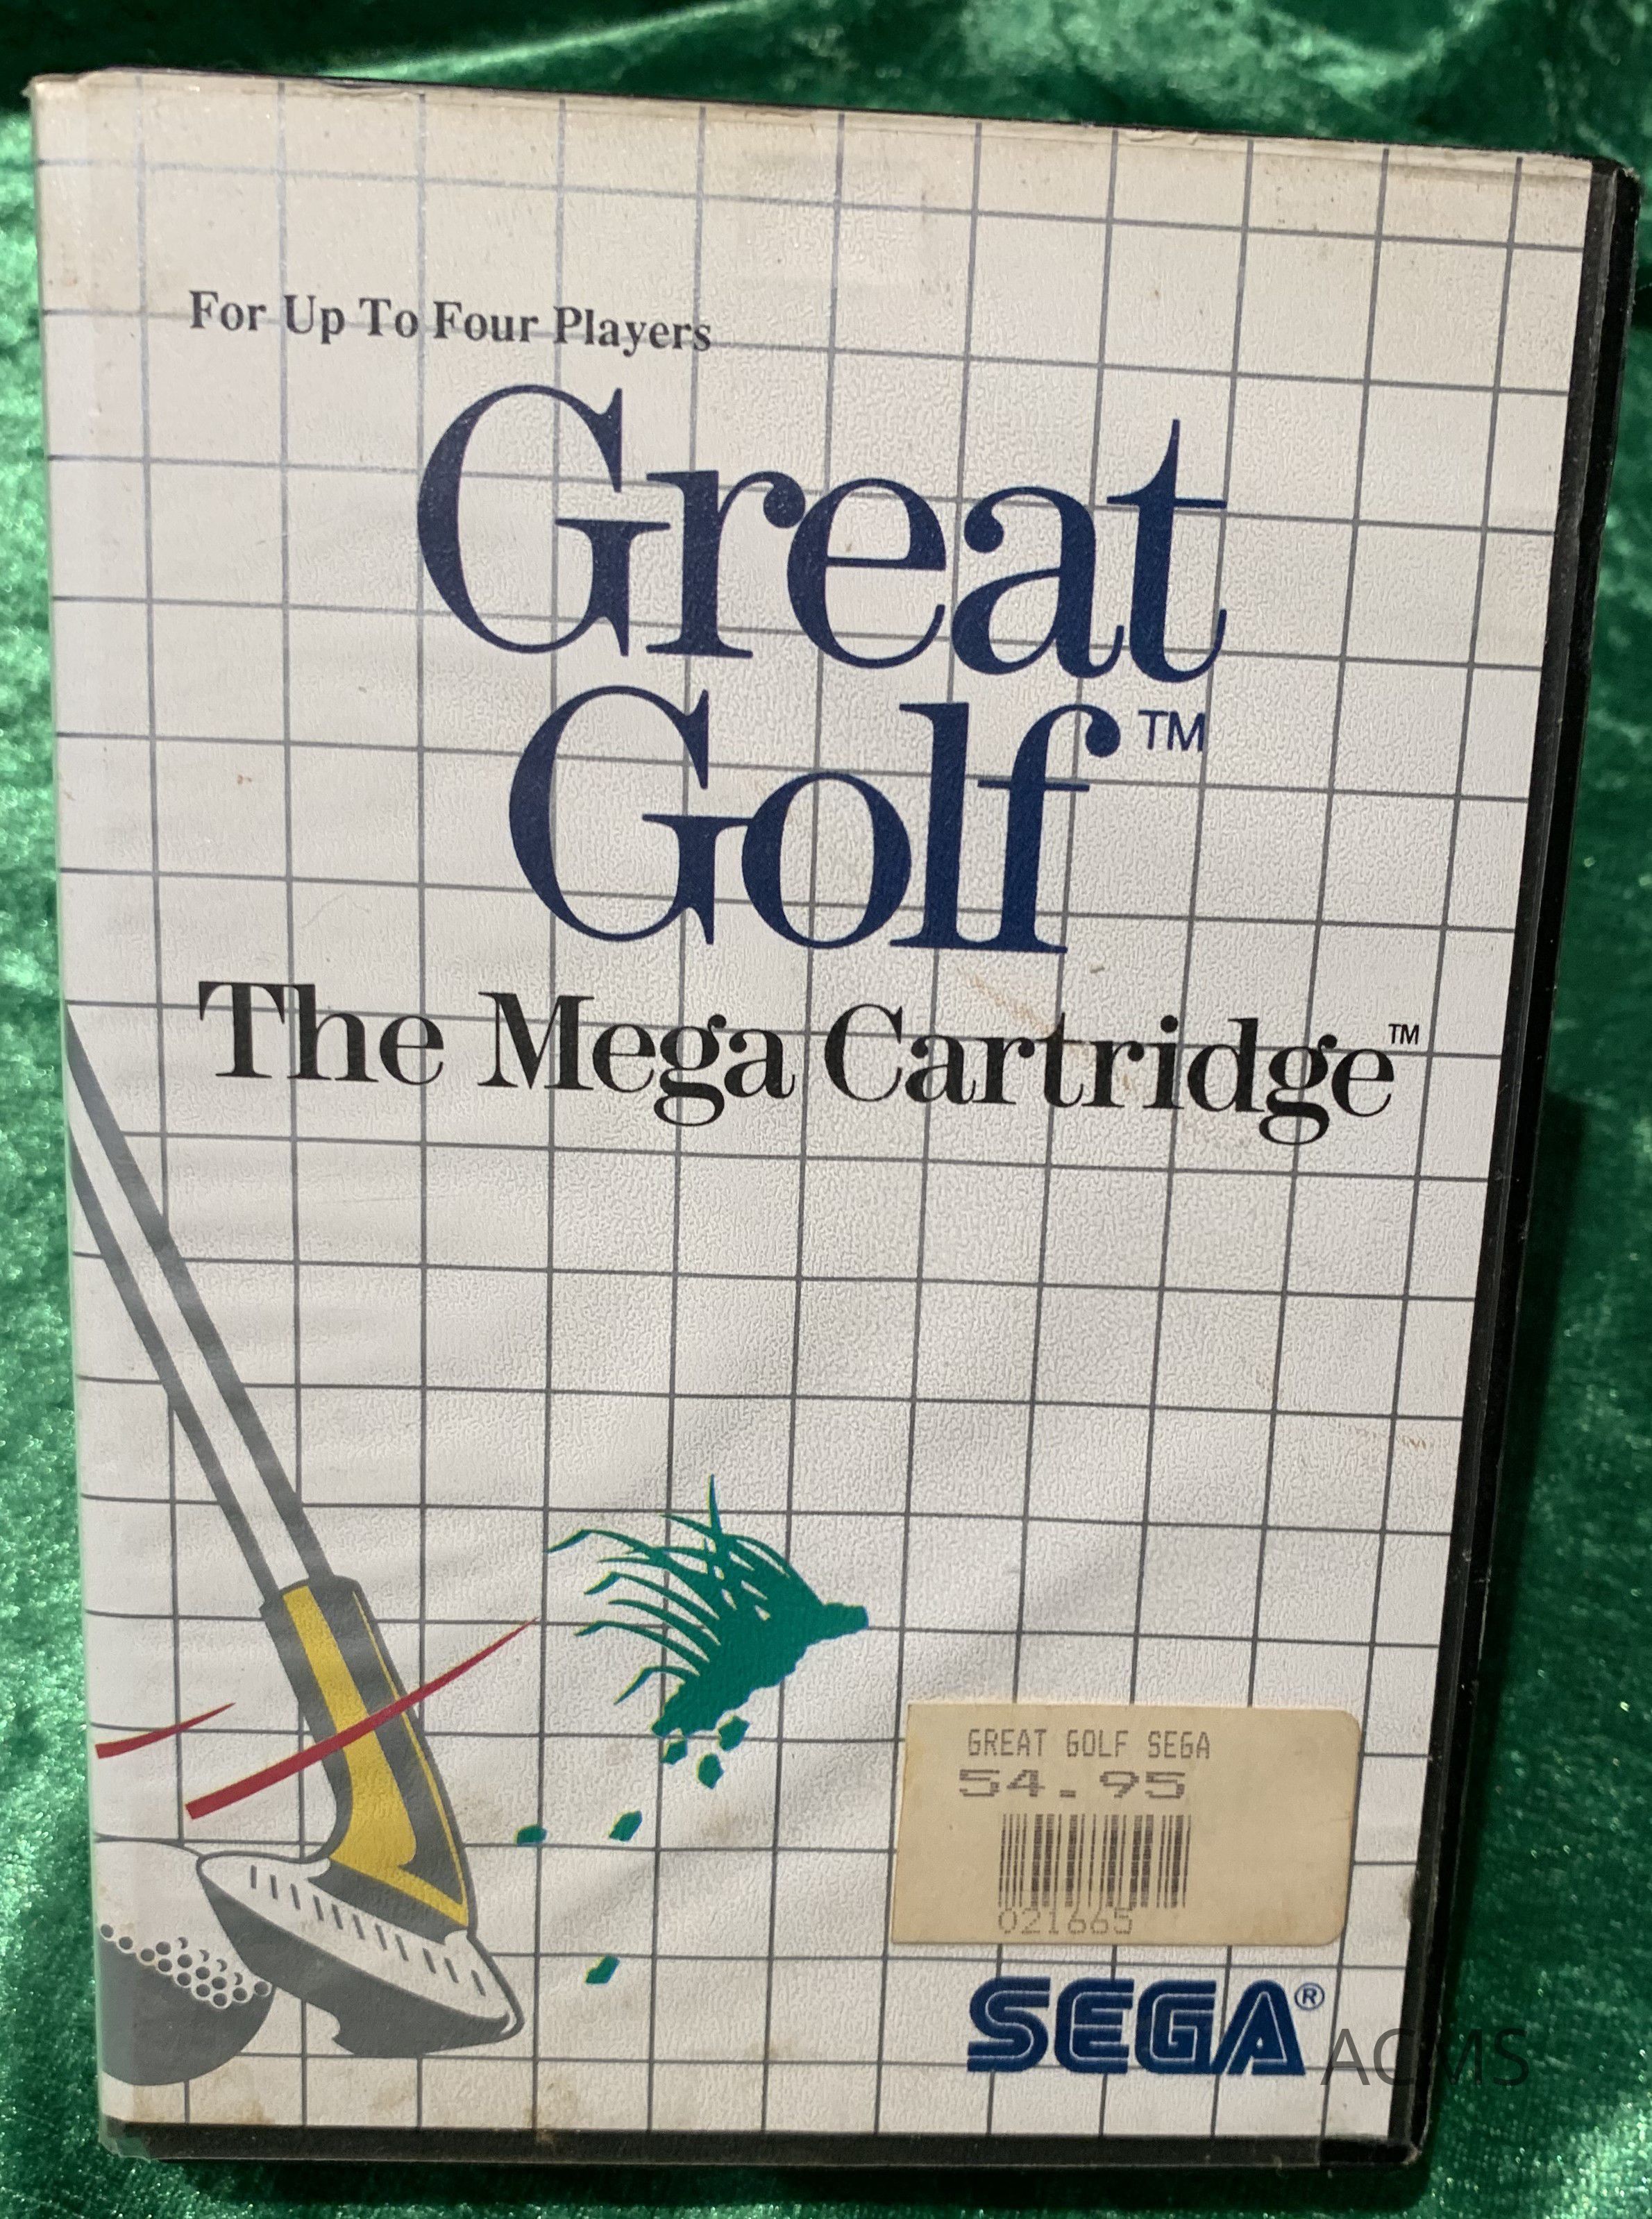 For Up To Four Players
Great
Golf™
The Mega Cartridge™
GREAT GOLF SEGA
54.95
021665
SEGA®
ACMS